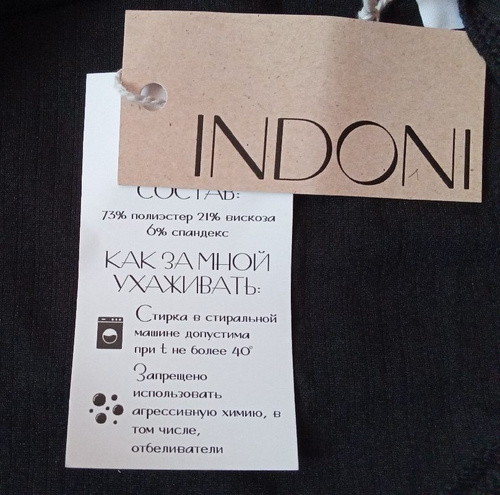 INDONI
СОСТАВ:
73% полиэстер 21% вискоза
6% спандекс
КАК ЗА МНОЙ
УХАЖИВАТЬ:
Стирка в стиральной
машине допустима
при t не более 40°
Запрещено
использовать
агрессивную химию, в
том числе,
отбеливатели